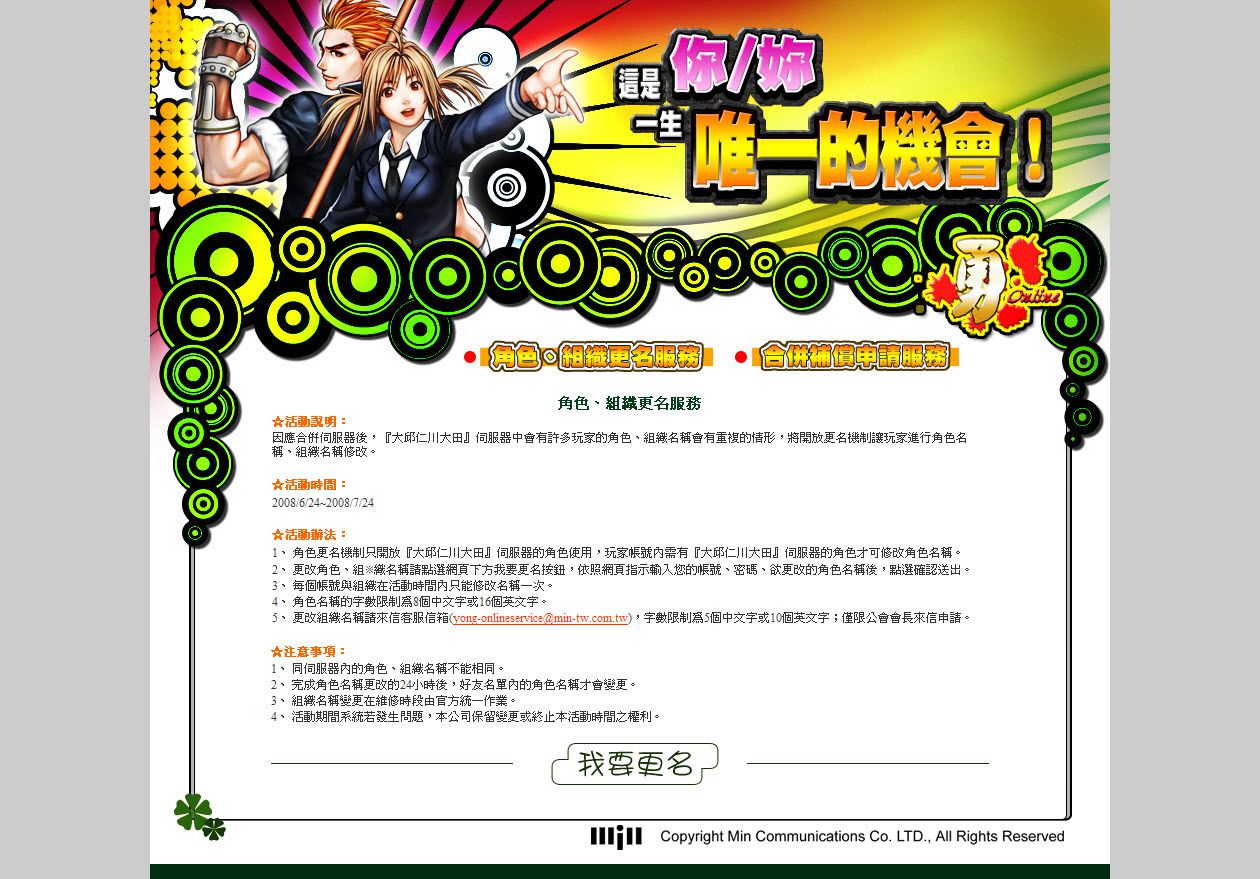 這是 你/妳
一生 唯一的機會！
勇 Online
角色、組織更名服務
合併補償申請服務
角色、組織更名服務
☆活動說明：
因應合併伺服器後，『大邱仁川大田』伺服器中會有許多玩家的角色、組織名稱會有重複的情形，將開放更名機制讓玩家進行角色名
稱、組織名稱修改。
☆活動時間：
2008/6/24~2008/7/24
☆活動辦法：
1、 角色更名機制只開放『大邱仁川大田』伺服器的角色使用，玩家帳號內需有『大邱仁川大田』伺服器的角色才可修改角色名稱。
2、 更改角色、組※織名稱請點選網頁下方我要更名按鈕，依照網頁指示輸入您的帳號、密碼、欲更改的角色名稱後，點選確認送出。
3、 每個帳號與組織在活動時間內只能修改名稱一次。
4、 角色名稱的字數限制為8個中文字或16個英文字。
5、 更改組織名稱請來信客服信箱(yong-onlineservice@min-tw.com.tw)，字數限制為5個中文字或10個英文字；僅限公會會長來信申請。
☆注意事項：
1、 同伺服器內的角色、組織名稱不能相同。
2、 完成角色名稱更改的24小時後，好友名單內的角色名稱才會變更。
3、 組織名稱變更在維修時段由官方統一作業。
4、 活動期間系統若發生問題，本公司保留變更或終止本活動時間之權利。
我要更名
min Copyright Min Communications Co. LTD., All Rights Reserved